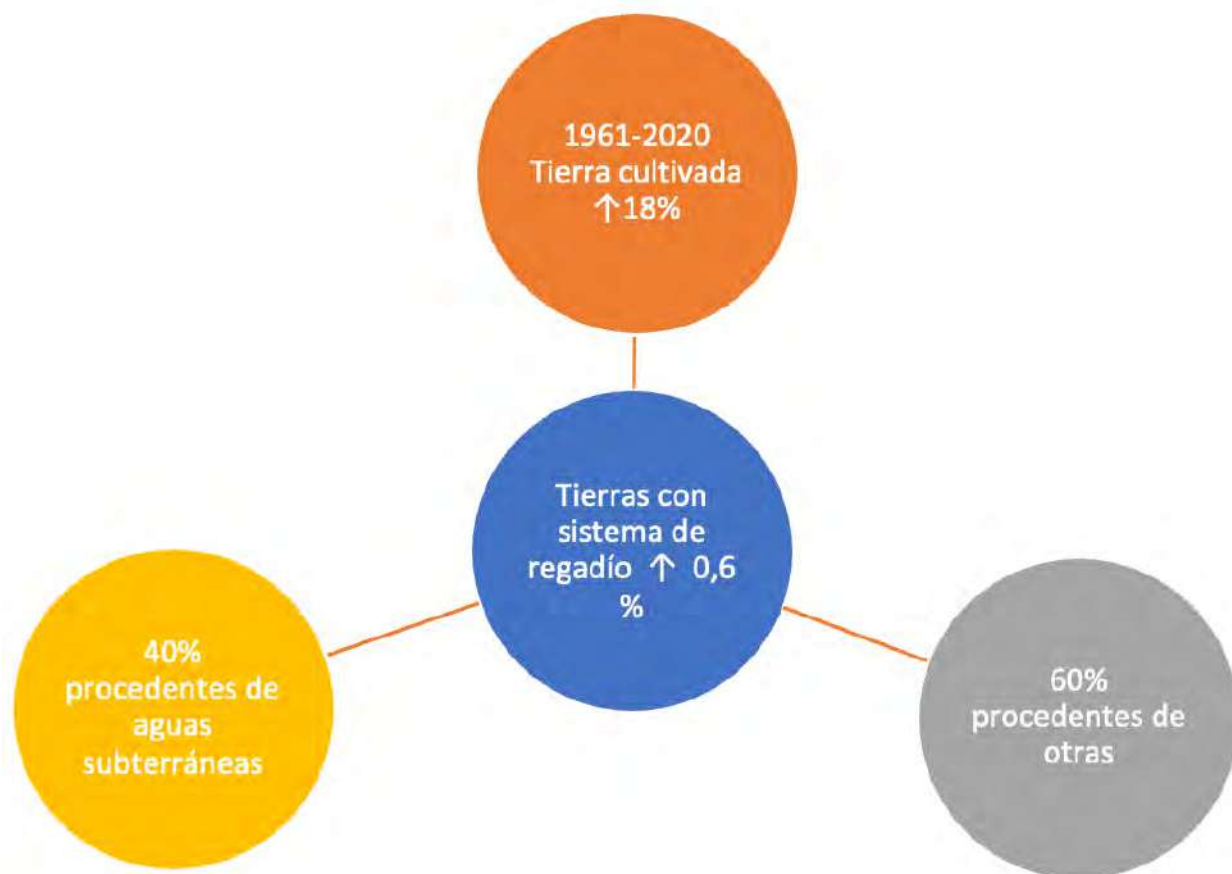 1961-2020
Tierra cultivada
↑18%
Tierras con
sistema de
regadío ↑ 0,6
%
40%
procedentes de
aguas
subterráneas
60%
procedentes de
otras